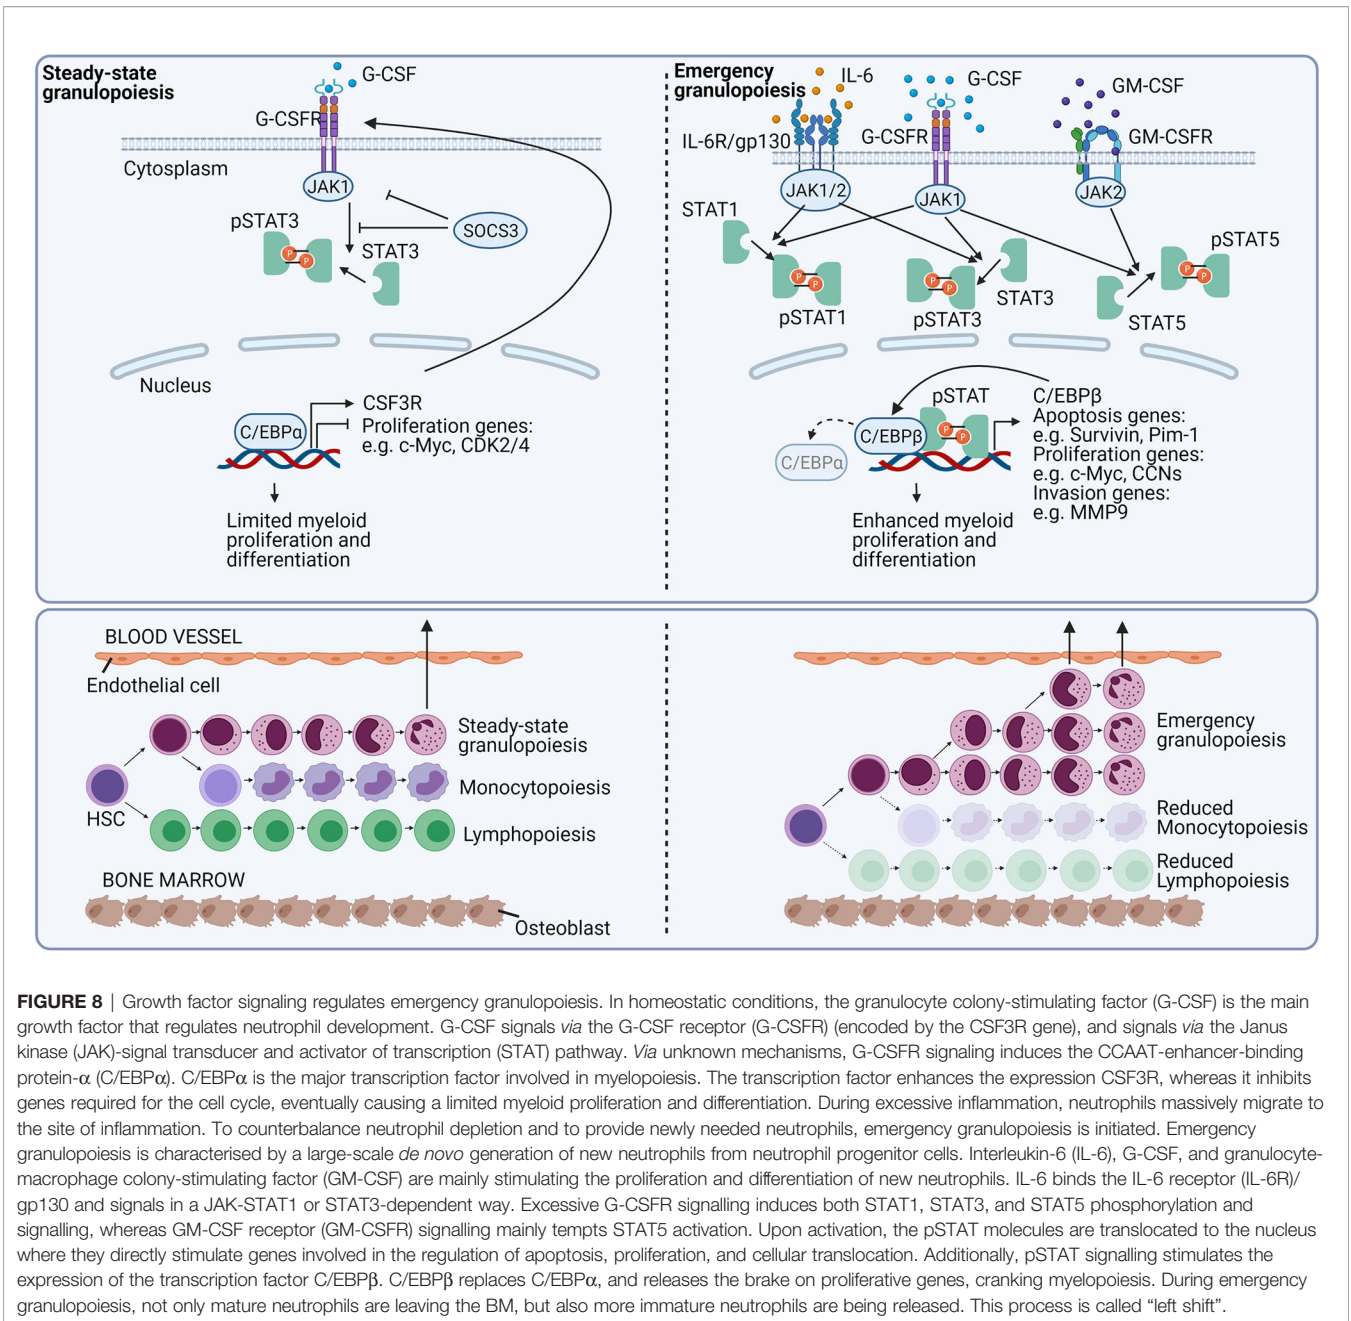 Steady-state
granulopoiesis
G-CSF
G-CSFR
Cytoplasm
JAK1
pSTAT3
P
P
STAT3
SOCS3
Nucleus
C/EBPα
CSF3R
Proliferation genes:
e.g. c-Myc, CDK2/4
Limited myeloid
proliferation and
differentiation
Emergency
granulopoiesis
IL-6
G-CSF
GM-CSF
IL-6R/gp130
G-CSFR
GM-CSFR
JAK1/2
JAK1
JAK2
STAT1
P
P
pSTAT1
P
P
pSTAT3
STAT3
pSTAT5
P
P
STAT5
C/EBPα
C/EBPβ
pSTAT
P
P
C/EBPβ
Apoptosis genes:
e.g. Survivin, Pim-1
Proliferation genes:
e.g. c-Myc, CCNs
Invasion genes:
e.g. MMP9
Enhanced myeloid
proliferation and
differentiation
BLOOD VESSEL
Endothelial cell
Steady-state
granulopoiesis
Monocytopoiesis
HSC
Lymphopoiesis
BONE MARROW
Osteoblast
Emergency
granulopoiesis
Reduced
Monocytopoiesis
Reduced
Lymphopoiesis
FIGURE 8 | Growth factor signaling regulates emergency granulopoiesis. In homeostatic conditions, the granulocyte colony-stimulating factor (G-CSF) is the main
growth factor that regulates neutrophil development. G-CSF signals via the G-CSF receptor (G-CSFR) (encoded by the CSF3R gene), and signals via the Janus
kinase (JAK)-signal transducer and activator of transcription (STAT) pathway. Via unknown mechanisms, G-CSFR signaling induces the CCAAT-enhancer-binding
protein-α (C/EBPα). C/EBPα is the major transcription factor involved in myelopoiesis. The transcription factor enhances the expression CSF3R, whereas it inhibits
genes required for the cell cycle, eventually causing a limited myeloid proliferation and differentiation. During excessive inflammation, neutrophils massively migrate to
the site of inflammation. To counterbalance neutrophil depletion and to provide newly needed neutrophils, emergency granulopoiesis is initiated. Emergency
granulopoiesis is characterised by a large-scale de novo generation of new neutrophils from neutrophil progenitor cells. Interleukin-6 (IL-6), G-CSF, and granulocyte-
macrophage colony-stimulating factor (GM-CSF) are mainly stimulating the proliferation and differentiation of new neutrophils. IL-6 binds the IL-6 receptor (IL-6R)/
gp130 and signals in a JAK-STAT1 or STAT3-dependent way. Excessive G-CSFR signalling induces both STAT1, STAT3, and STAT5 phosphorylation and
signalling, whereas GM-CSF receptor (GM-CSFR) signalling mainly tempts STAT5 activation. Upon activation, the pSTAT molecules are translocated to the nucleus
where they directly stimulate genes involved in the regulation of apoptosis, proliferation, and cellular translocation. Additionally, pSTAT signalling stimulates the
expression of the transcription factor C/EBPβ. C/EBPβ replaces C/EBPα, and releases the brake on proliferative genes, cranking myelopoiesis. During emergency
granulopoiesis, not only mature neutrophils are leaving the BM, but also more immature neutrophils are being released. This process is called “left shift”.